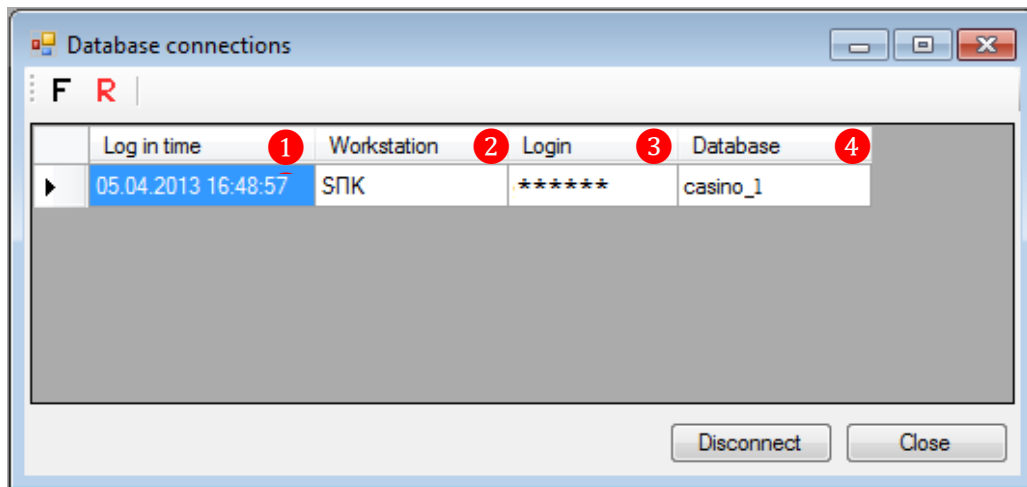 Database connections
F R
Log in time 1 Workstation 2 Login 3 Database 4
05.04.2013 16:48:57 SПК ****** casino_1
Disconnect Close